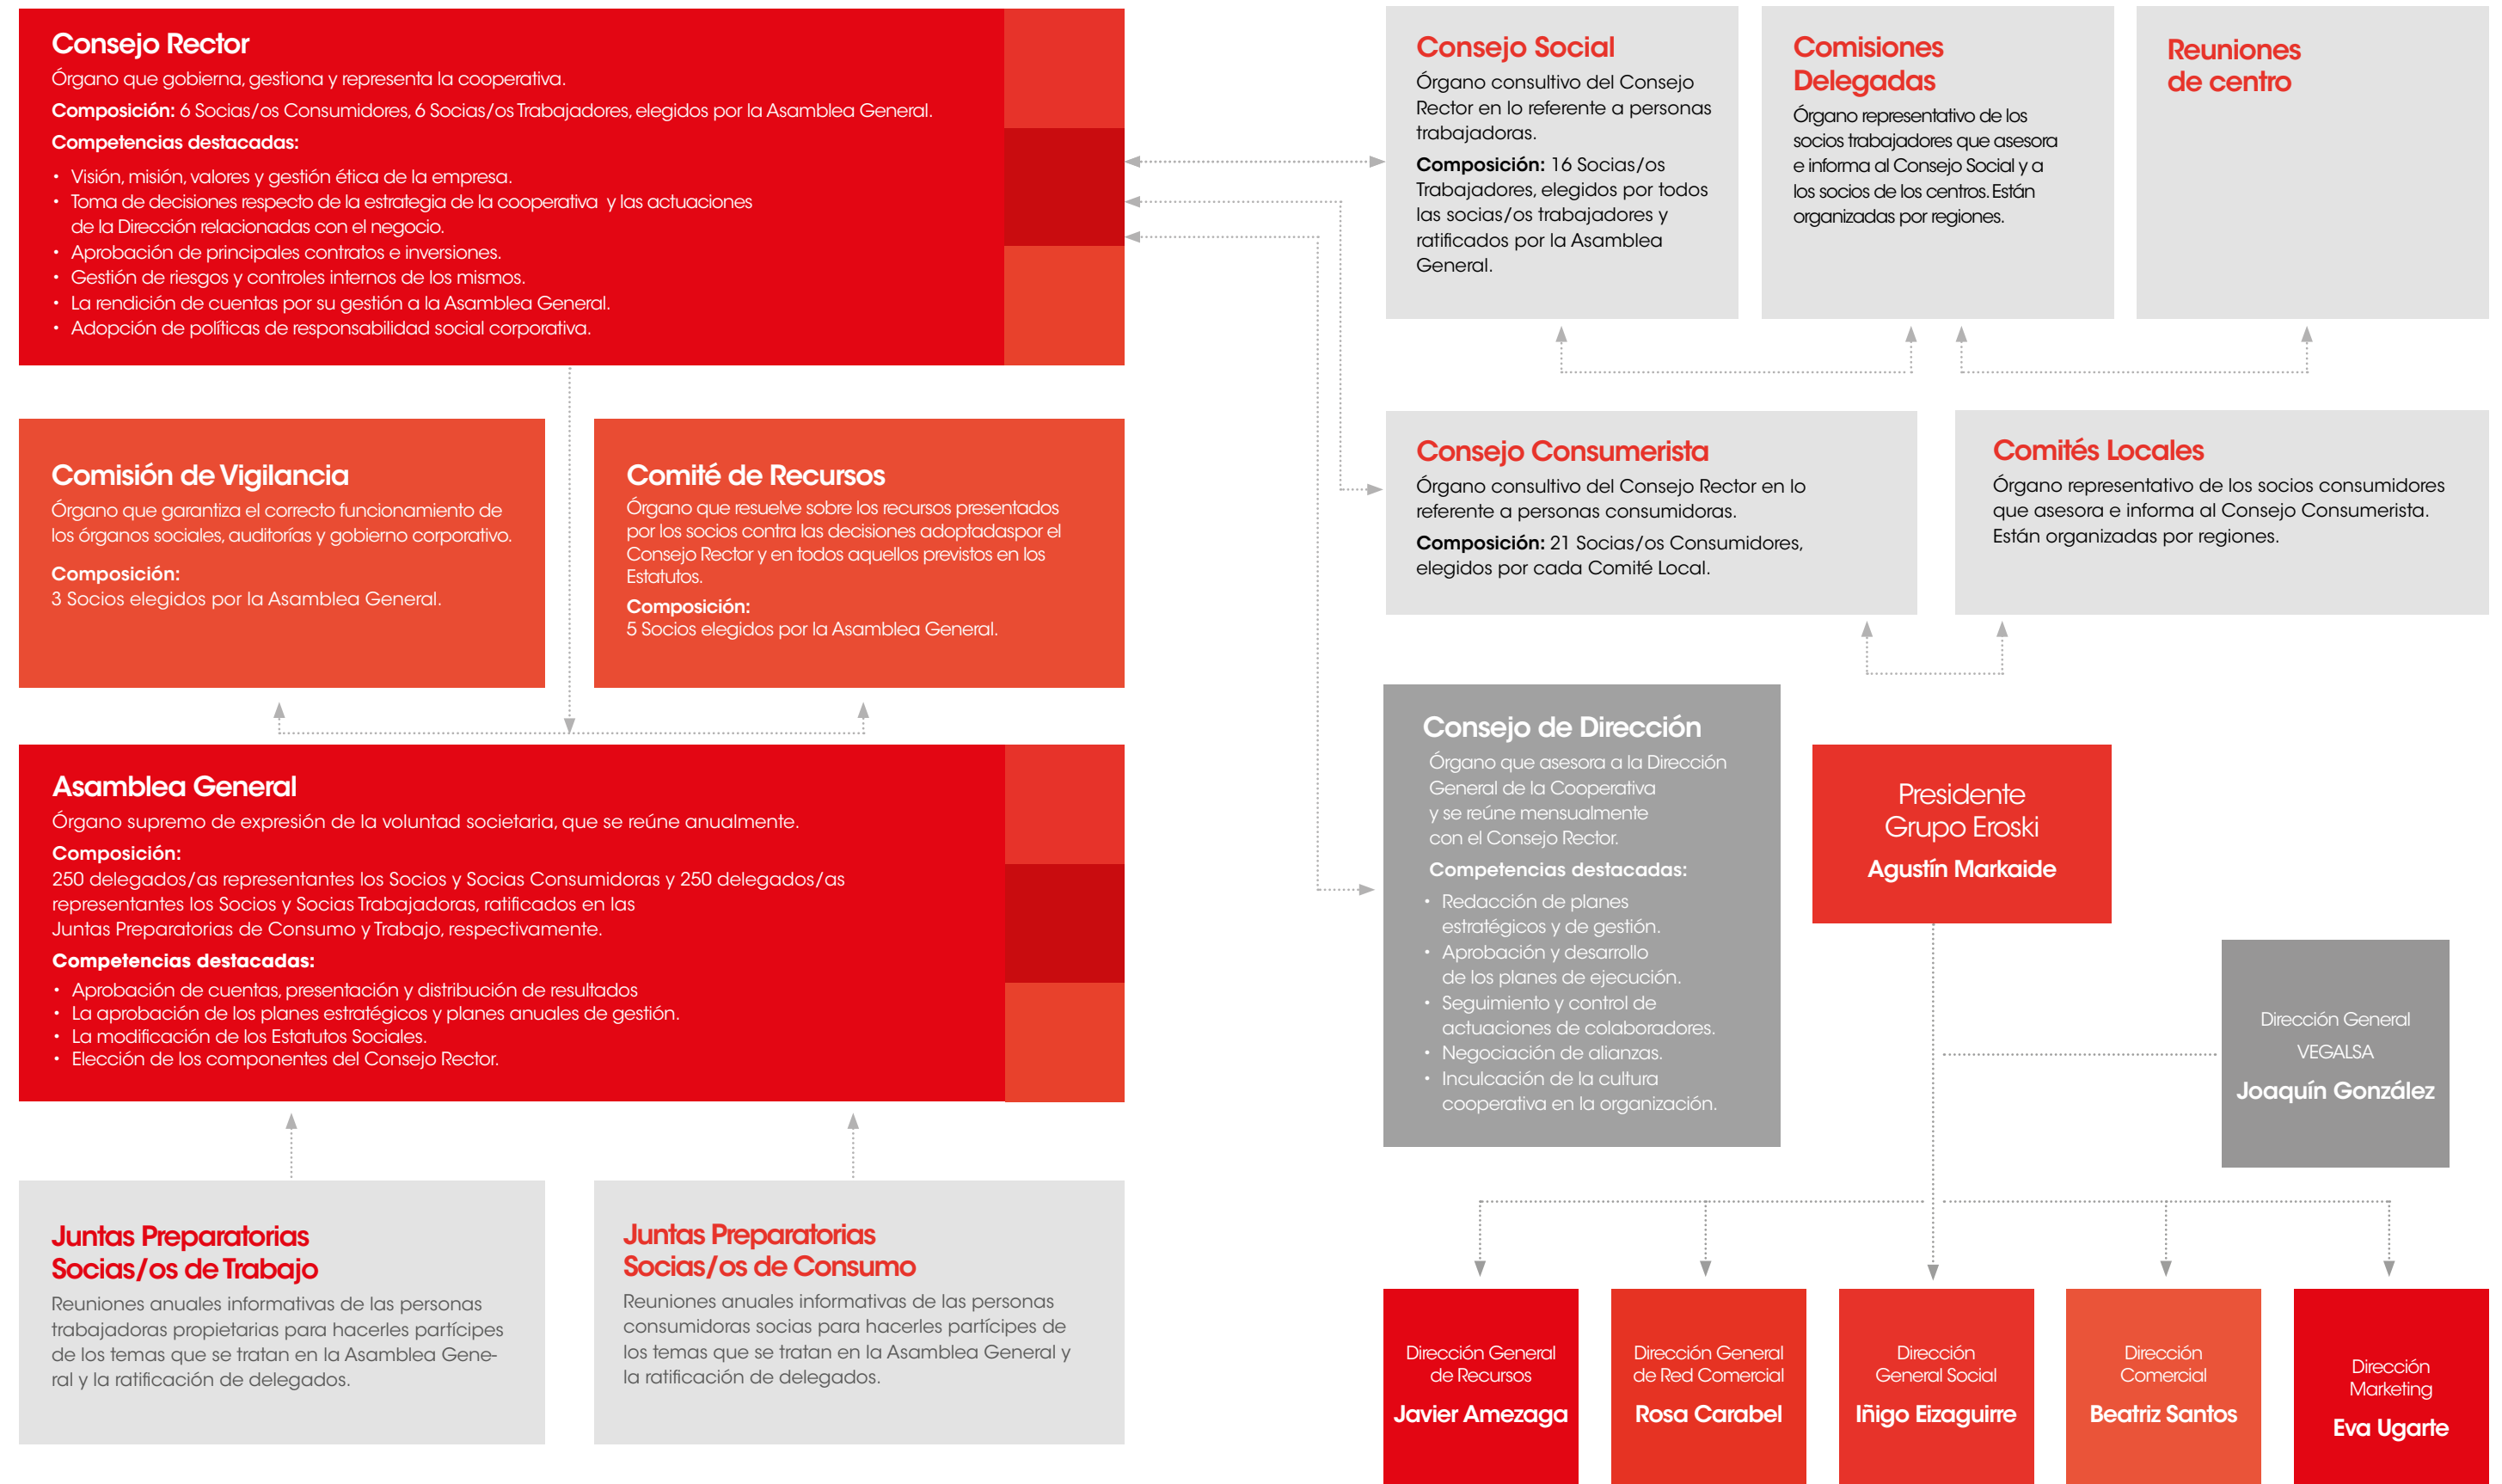 Consejo Rector
Órgano que gobierna, gestiona y representa la cooperativa.
Composición: 6 Socias/os Consumidores, 6 Socias/os Trabajadores, elegidos por la Asamblea General.
Competencias destacadas:
• Visión, misión, valores y gestión ética de la empresa.
• Toma de decisiones respecto de la estrategia de la cooperativa y las actuaciones
de la Dirección relacionadas con el negocio.
• Aprobación de principales contratos e inversiones.
• Gestión de riesgos y controles internos de los mismos.
• La rendición de cuentas por su gestión a la Asamblea General.
• Adopción de políticas de responsabilidad social corporativa.
Comisión de Vigilancia
Órgano que garantiza el correcto funcionamiento de
los órganos sociales, auditorías y gobierno corporativo.
Composición:
3 Socios elegidos por la Asamblea General.
Comité de Recursos
Órgano que resuelve sobre los recursos presentados
por los socios contra las decisiones adoptadaspor el
Consejo Rector y en todos aquellos previstos en los
Estatutos.
Composición:
5 Socios elegidos por la Asamblea General.
Asamblea General
Órgano supremo de expresión de la voluntad societaria, que se reúne anualmente.
Composición:
250 delegados/as representantes los Socios y Socias Consumidoras y 250 delegados/as
representantes los Socios y Socias Trabajadoras, ratificados en las
Juntas Preparatorias de Consumo y Trabajo, respectivamente.
Competencias destacadas:
• Aprobación de cuentas, presentación y distribución de resultados
• La aprobación de los planes estratégicos y planes anuales de gestión.
• La modificación de los Estatutos Sociales.
• Elección de los componentes del Consejo Rector.
Juntas Preparatorias
Socias/os de Trabajo
Reuniones anuales informativas de las personas
trabajadoras propietarias para hacerles partícipes
de los temas que se tratan en la Asamblea Gene-
ral y la ratificación de delegados.
Juntas Preparatorias
Socias/os de Consumo
Reuniones anuales informativas de las personas
consumidoras socias para hacerles partícipes de
los temas que se tratan en la Asamblea General y
la ratificación de delegados.
Consejo Social
Órgano consultivo del Consejo
Rector en lo referente a personas
trabajadoras.
Composición: 16 Socias/os
Trabajadores, elegidos por todos
las socias/os trabajadores y
ratificados por la Asamblea
General.
Comisiones
Delegadas
Órgano representativo de los
socios trabajadores que asesora
e informa al Consejo Social y a
los socios de los centros. Están
organizadas por regiones.
Reuniones
de centro
Consejo Consumerista
Órgano consultivo del Consejo Rector en lo
referente a personas consumidoras.
Composición: 21 Socias/os Consumidores,
elegidos por cada Comité Local.
Comités Locales
Órgano representativo de los socios consumidores
que asesora e informa al Consejo Consumerista.
Están organizadas por regiones.
Consejo de Dirección
Órgano que asesora a la Dirección
General de la Cooperativa
y se reúne mensualmente
con el Consejo Rector.
Competencias destacadas:
• Redacción de planes
estratégicos y de gestión.
• Aprobación y desarrollo
de los planes de ejecución.
• Seguimiento y control de
actuaciones de colaboradores.
• Negociación de alianzas.
• Inculcación de la cultura
cooperativa en la organización.
Presidente
Grupo Eroski
Agustín Markaide
Dirección General
VEGALSA
Joaquín González
Dirección General
de Recursos
Javier Amezaga
Dirección General
de Red Comercial
Rosa Carabel
Dirección
General Social
Iñigo Eizaguirre
Dirección
Comercial
Beatriz Santos
Dirección
Marketing
Eva Ugarte